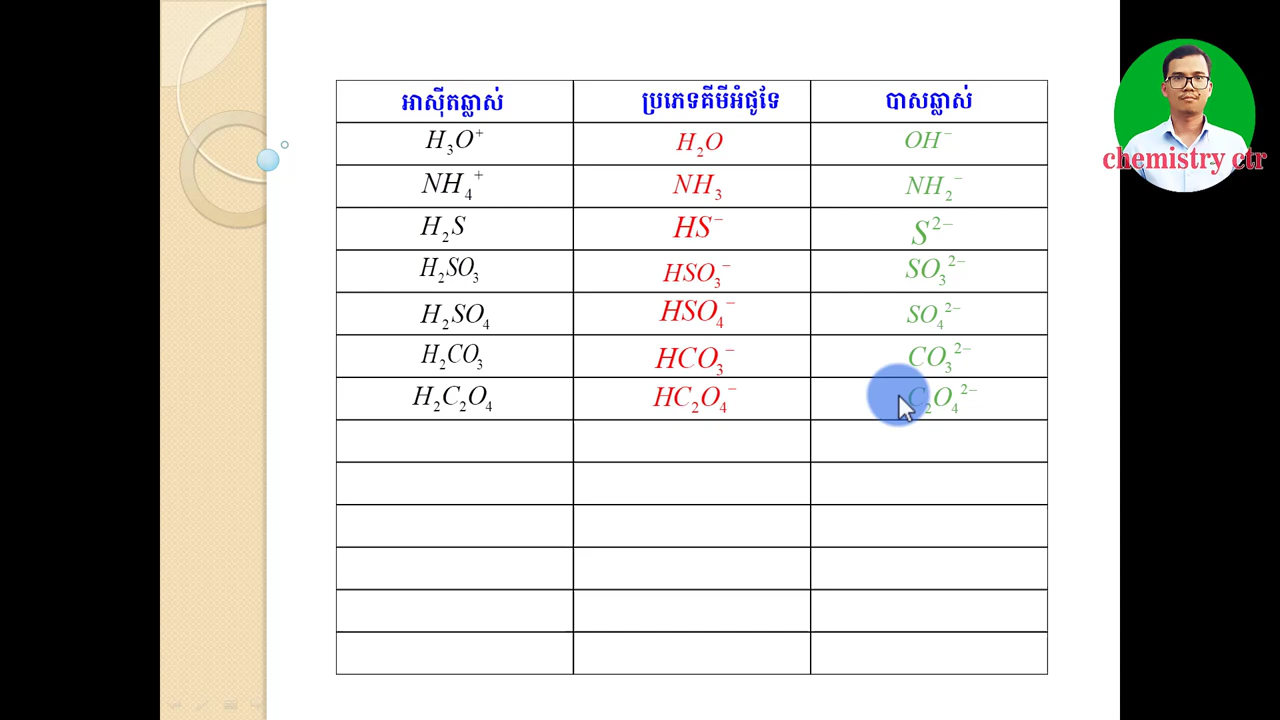 អាស៊ីតឆ្លាស់ ប្រភេទគីមីអំផូទែ បាសឆ្លាស់
H₃O⁺ H₂O OH⁻
NH₄⁺ NH₃ NH₂⁻
H₂S HS⁻ S²⁻
H₂SO₃ HSO₃⁻ SO₃²⁻
H₂SO₄ HSO₄⁻ SO₄²⁻
H₂CO₃ HCO₃⁻ CO₃²⁻
H₂C₂O₄ HC₂O₄⁻ C₂O₄²⁻
chemistry ctr